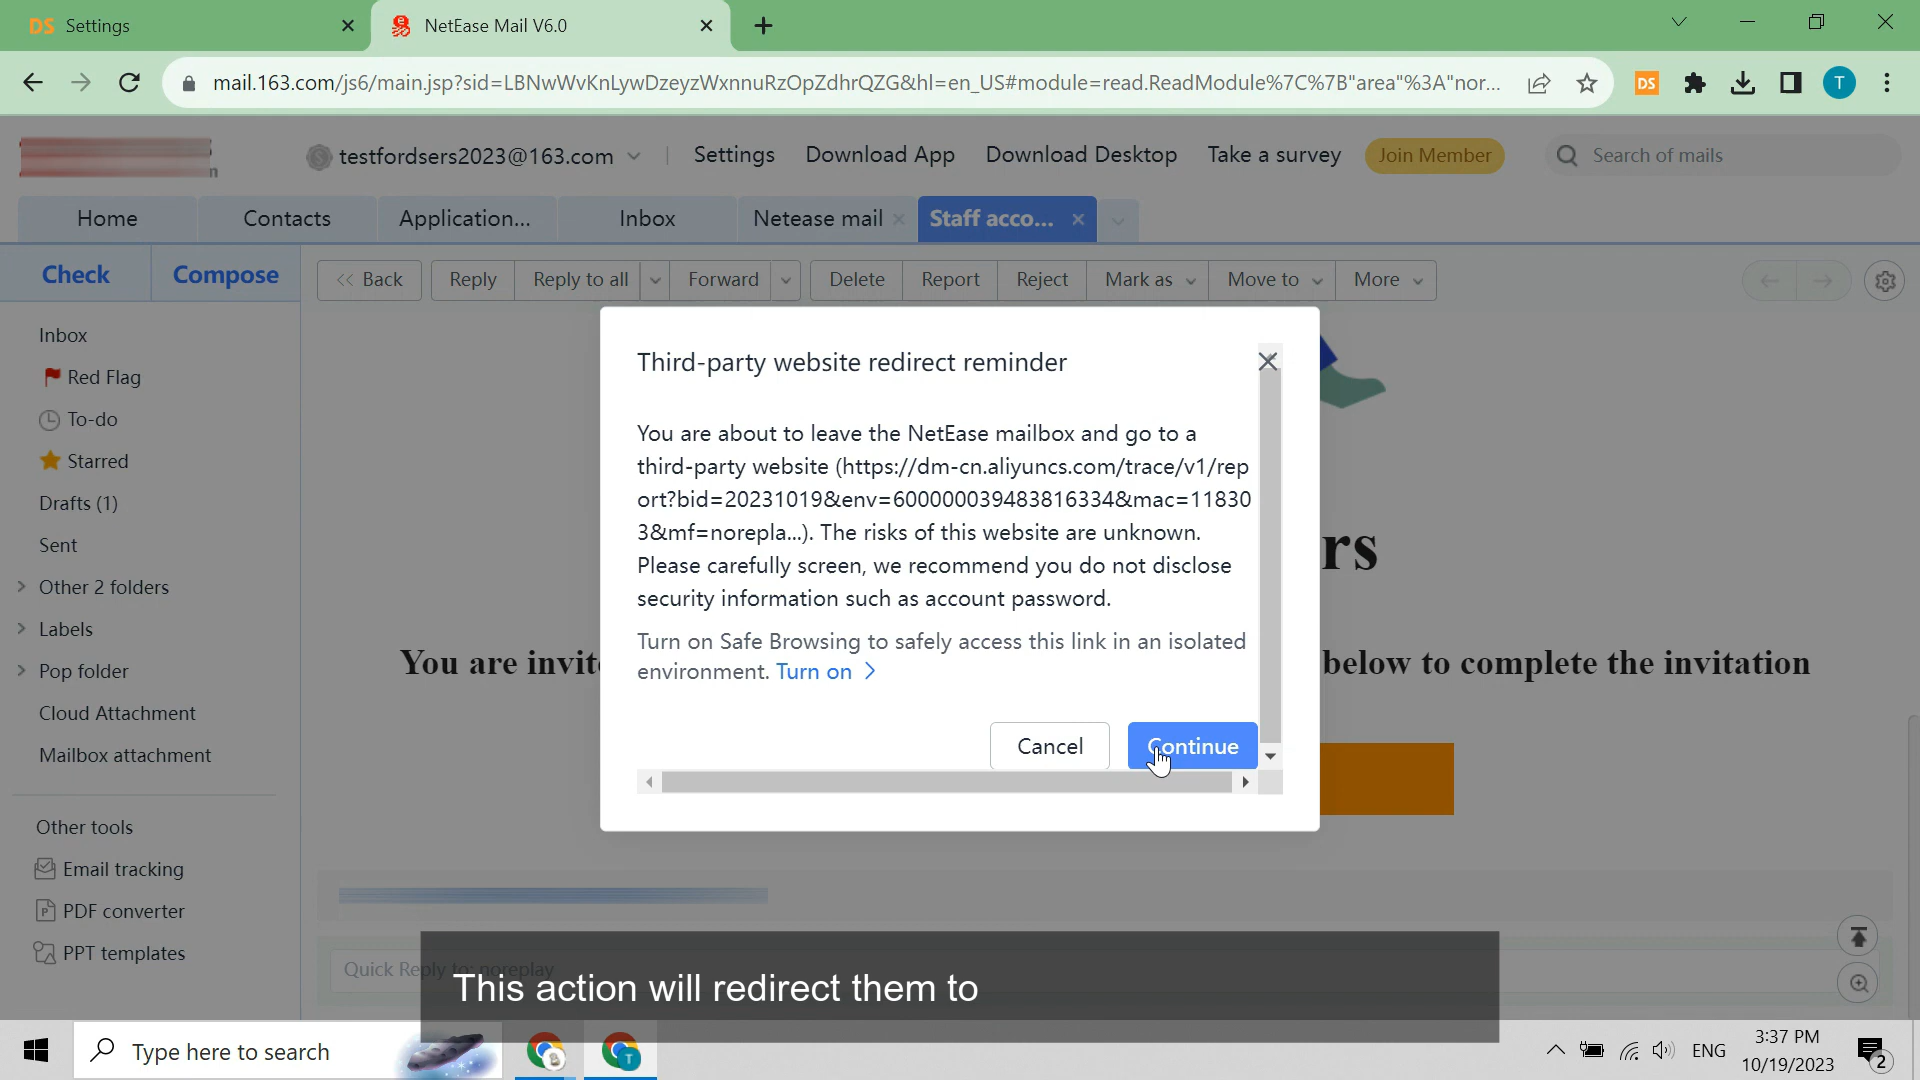 DS Settings
NetEase Mail V6.0
mail.163.com/js6/main.jsp?sid=LBNwWvKnLywDzeyzWxnnuRzOpZdhrQZG&hl=en_US#module=read.ReadModule%7C%7B"area"%3A"nor...
DS
T
testfordsers2023@163.com
Settings
Download App
Download Desktop
Take a survey
Join Member
Search of mails
Home
Contacts
Application...
Inbox
Netease mail
Staff acco...
Check
Compose
<< Back
Reply
Reply to all
Forward
Delete
Report
Reject
Mark as
Move to
More
Inbox
Red Flag
To-do
Starred
Drafts (1)
Sent
Other 2 folders
Labels
Pop folder
Cloud Attachment
Mailbox attachment
Other tools
Email tracking
PDF converter
PPT templates
Third-party website redirect reminder
You are about to leave the NetEase mailbox and go to a
third-party website (https://dm-cn.aliyuncs.com/trace/v1/rep
ort?bid=20231019&env=600000039483816334&mac=11830
3&mf=norepla...). The risks of this website are unknown.
Please carefully screen, we recommend you do not disclose
security information such as account password.
Turn on Safe Browsing to safely access this link in an isolated
environment. Turn on >
Cancel
Continue
rs
You are invit
below to complete the invitation
Quick Reply to: noreplay
This action will redirect them to
Type here to search
T
ENG
3:37 PM
10/19/2023
2